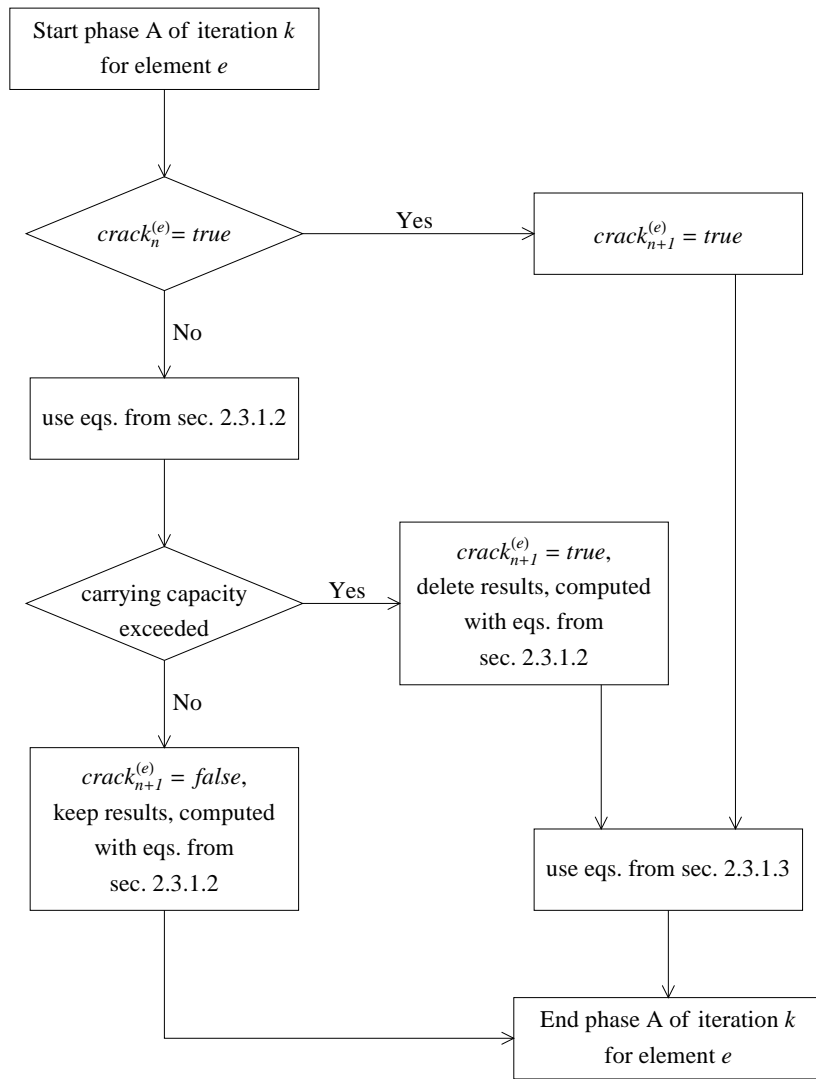 Start phase A of iteration k
for element e
crack_n^(e) = true
Yes
crack_{n+1}^(e) = true
No
use eqs. from sec. 2.3.1.2
carrying capacity
exceeded
Yes
crack_{n+1}^(e) = true,
delete results, computed
with eqs. from
sec. 2.3.1.2
No
crack_{n+1}^(e) = false,
keep results, computed
with eqs. from
sec. 2.3.1.2
use eqs. from sec. 2.3.1.3
End phase A of iteration k
for element e